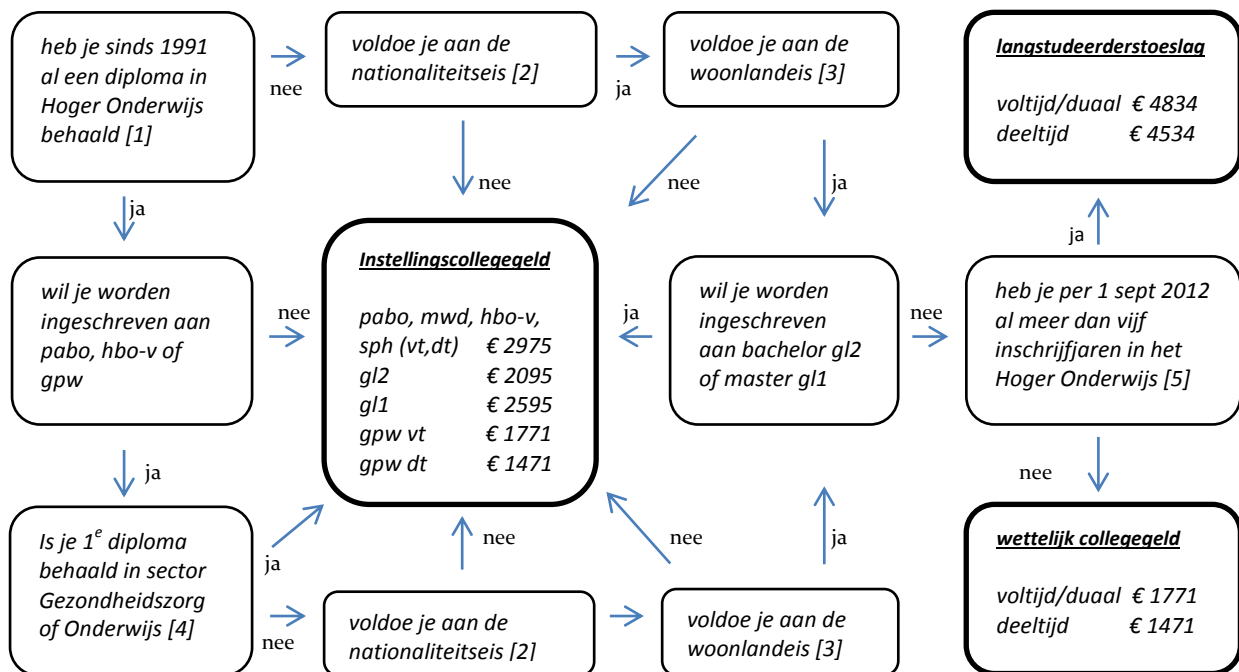 heb je sinds 1991
al een diploma in
Hoger Onderwijs
behaald [1]
nee
voldoe je aan de
nationaliteitseis [2]
ja
voldoe je aan de
woonlandeis [3]
langstudeerderstoeslag
voltijd/duaal € 4834
deeltijd € 4534
ja
nee
nee
ja
ja
wil je worden
ingeschreven aan
pabo, hbo-v of
gpw
nee
Instellingscollegegeld
pabo, mwd, hbo-v,
sph (vt,dt) € 2975
gl2 € 2095
gl1 € 2595
gpw vt € 1771
gpw dt € 1471
ja
wil je worden
ingeschreven
aan bachelor gl2
of master gl1
nee
heb je per 1 sept 2012
al meer dan vijf
inschrijfjaren in het
Hoger Onderwijs [5]
ja
nee
Is je 1e diploma
behaald in sector
Gezondheidszorg
of Onderwijs [4]
ja
nee
nee
nee
ja
voldoe je aan de
nationaliteitseis [2]
voldoe je aan de
woonlandeis [3]
wettelijk collegegeld
voltijd/duaal € 1771
deeltijd € 1471